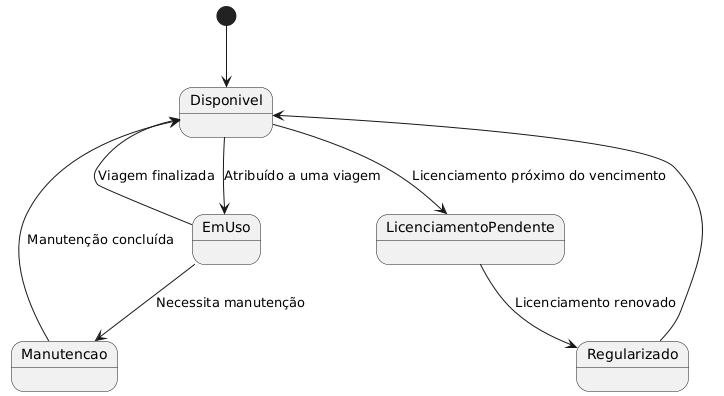 Disponivel
Viagem finalizada
Atribuído a uma viagem
Licenciamento próximo do vencimento
EmUso
LicenciamentoPendente
Manutenção concluída
Necessita manutenção
Licenciamento renovado
Manutencao
Regularizado